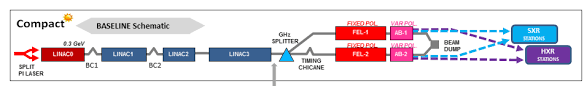 Compact
BASELINE Schematic
SPLIT
PI LASER
LINAC0
0.3 GeV
BC1
LINAC1
BC2
LINAC2
LINAC3
GHz
SPLITTER
TIMING
CHICANE
FIXED POL.
FEL-1
FIXED POL.
FEL-2
VAR POL.
AB-1
VAR POL.
AB-2
BEAM
DUMP
SXR
STATIONS
HXR
STATIONS